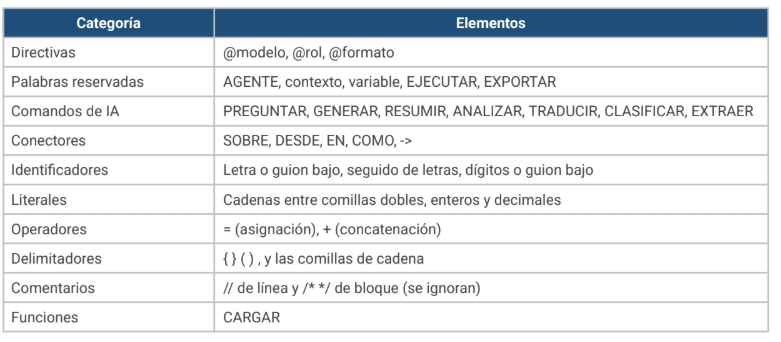 Categoría Elementos
Directivas @modelo, @rol, @formato
Palabras reservadas AGENTE, contexto, variable, EJECUTAR, EXPORTAR
Comandos de IA PREGUNTAR, GENERAR, RESUMIR, ANALIZAR, TRADUCIR, CLASIFICAR, EXTRAER
Conectores SOBRE, DESDE, EN, COMO, ->
Identificadores Letra o guion bajo, seguido de letras, dígitos o guion bajo
Literales Cadenas entre comillas dobles, enteros y decimales
Operadores = (asignación), + (concatenación)
Delimitadores { } ( ) , y las comillas de cadena
Comentarios // de línea y /* */ de bloque (se ignoran)
Funciones CARGAR